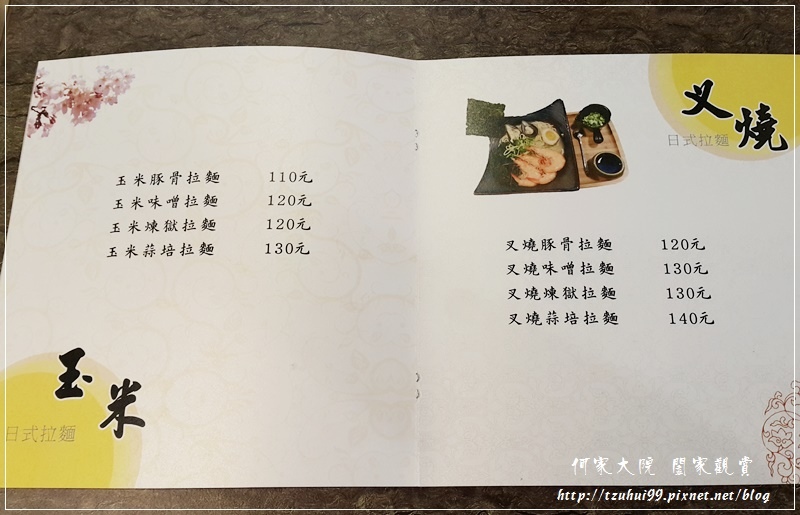 玉米豚骨拉麵 110元
玉米味噌拉麵 120元
玉米煉獄拉麵 120元
玉米蒜焙拉麵 130元
玉米
日式拉麵
叉燒
日式拉麵
叉燒豚骨拉麵 120元
叉燒味噌拉麵 130元
叉燒煉獄拉麵 130元
叉燒蒜焙拉麵 140元
何家大院 闔家觀賞
http://tzuhui99.pixnet.net/blog